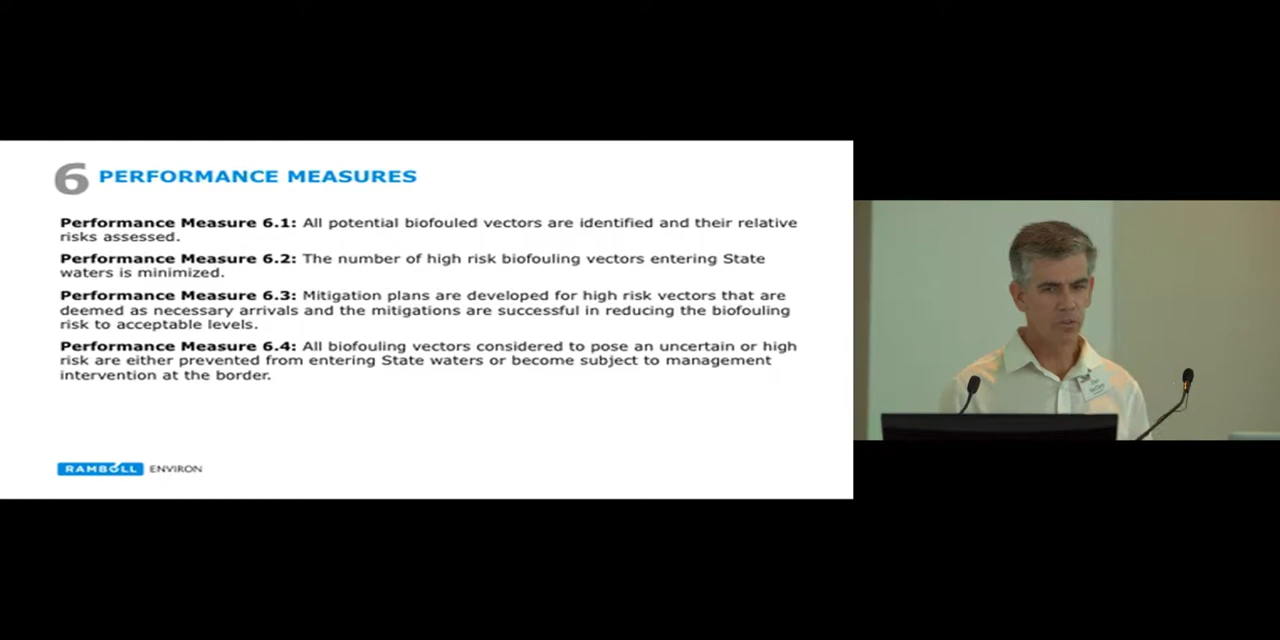 6 PERFORMANCE MEASURES
Performance Measure 6.1: All potential biofouled vectors are identified and their relative
risks assessed.
Performance Measure 6.2: The number of high risk biofouling vectors entering State
waters is minimized.
Performance Measure 6.3: Mitigation plans are developed for high risk vectors that are
deemed as necessary arrivals and the mitigations are successful in reducing the biofouling
risk to acceptable levels.
Performance Measure 6.4: All biofouling vectors considered to pose an uncertain or high
risk are either prevented from entering State waters or become subject to management
intervention at the border.
RAMBOLL ENVIRON